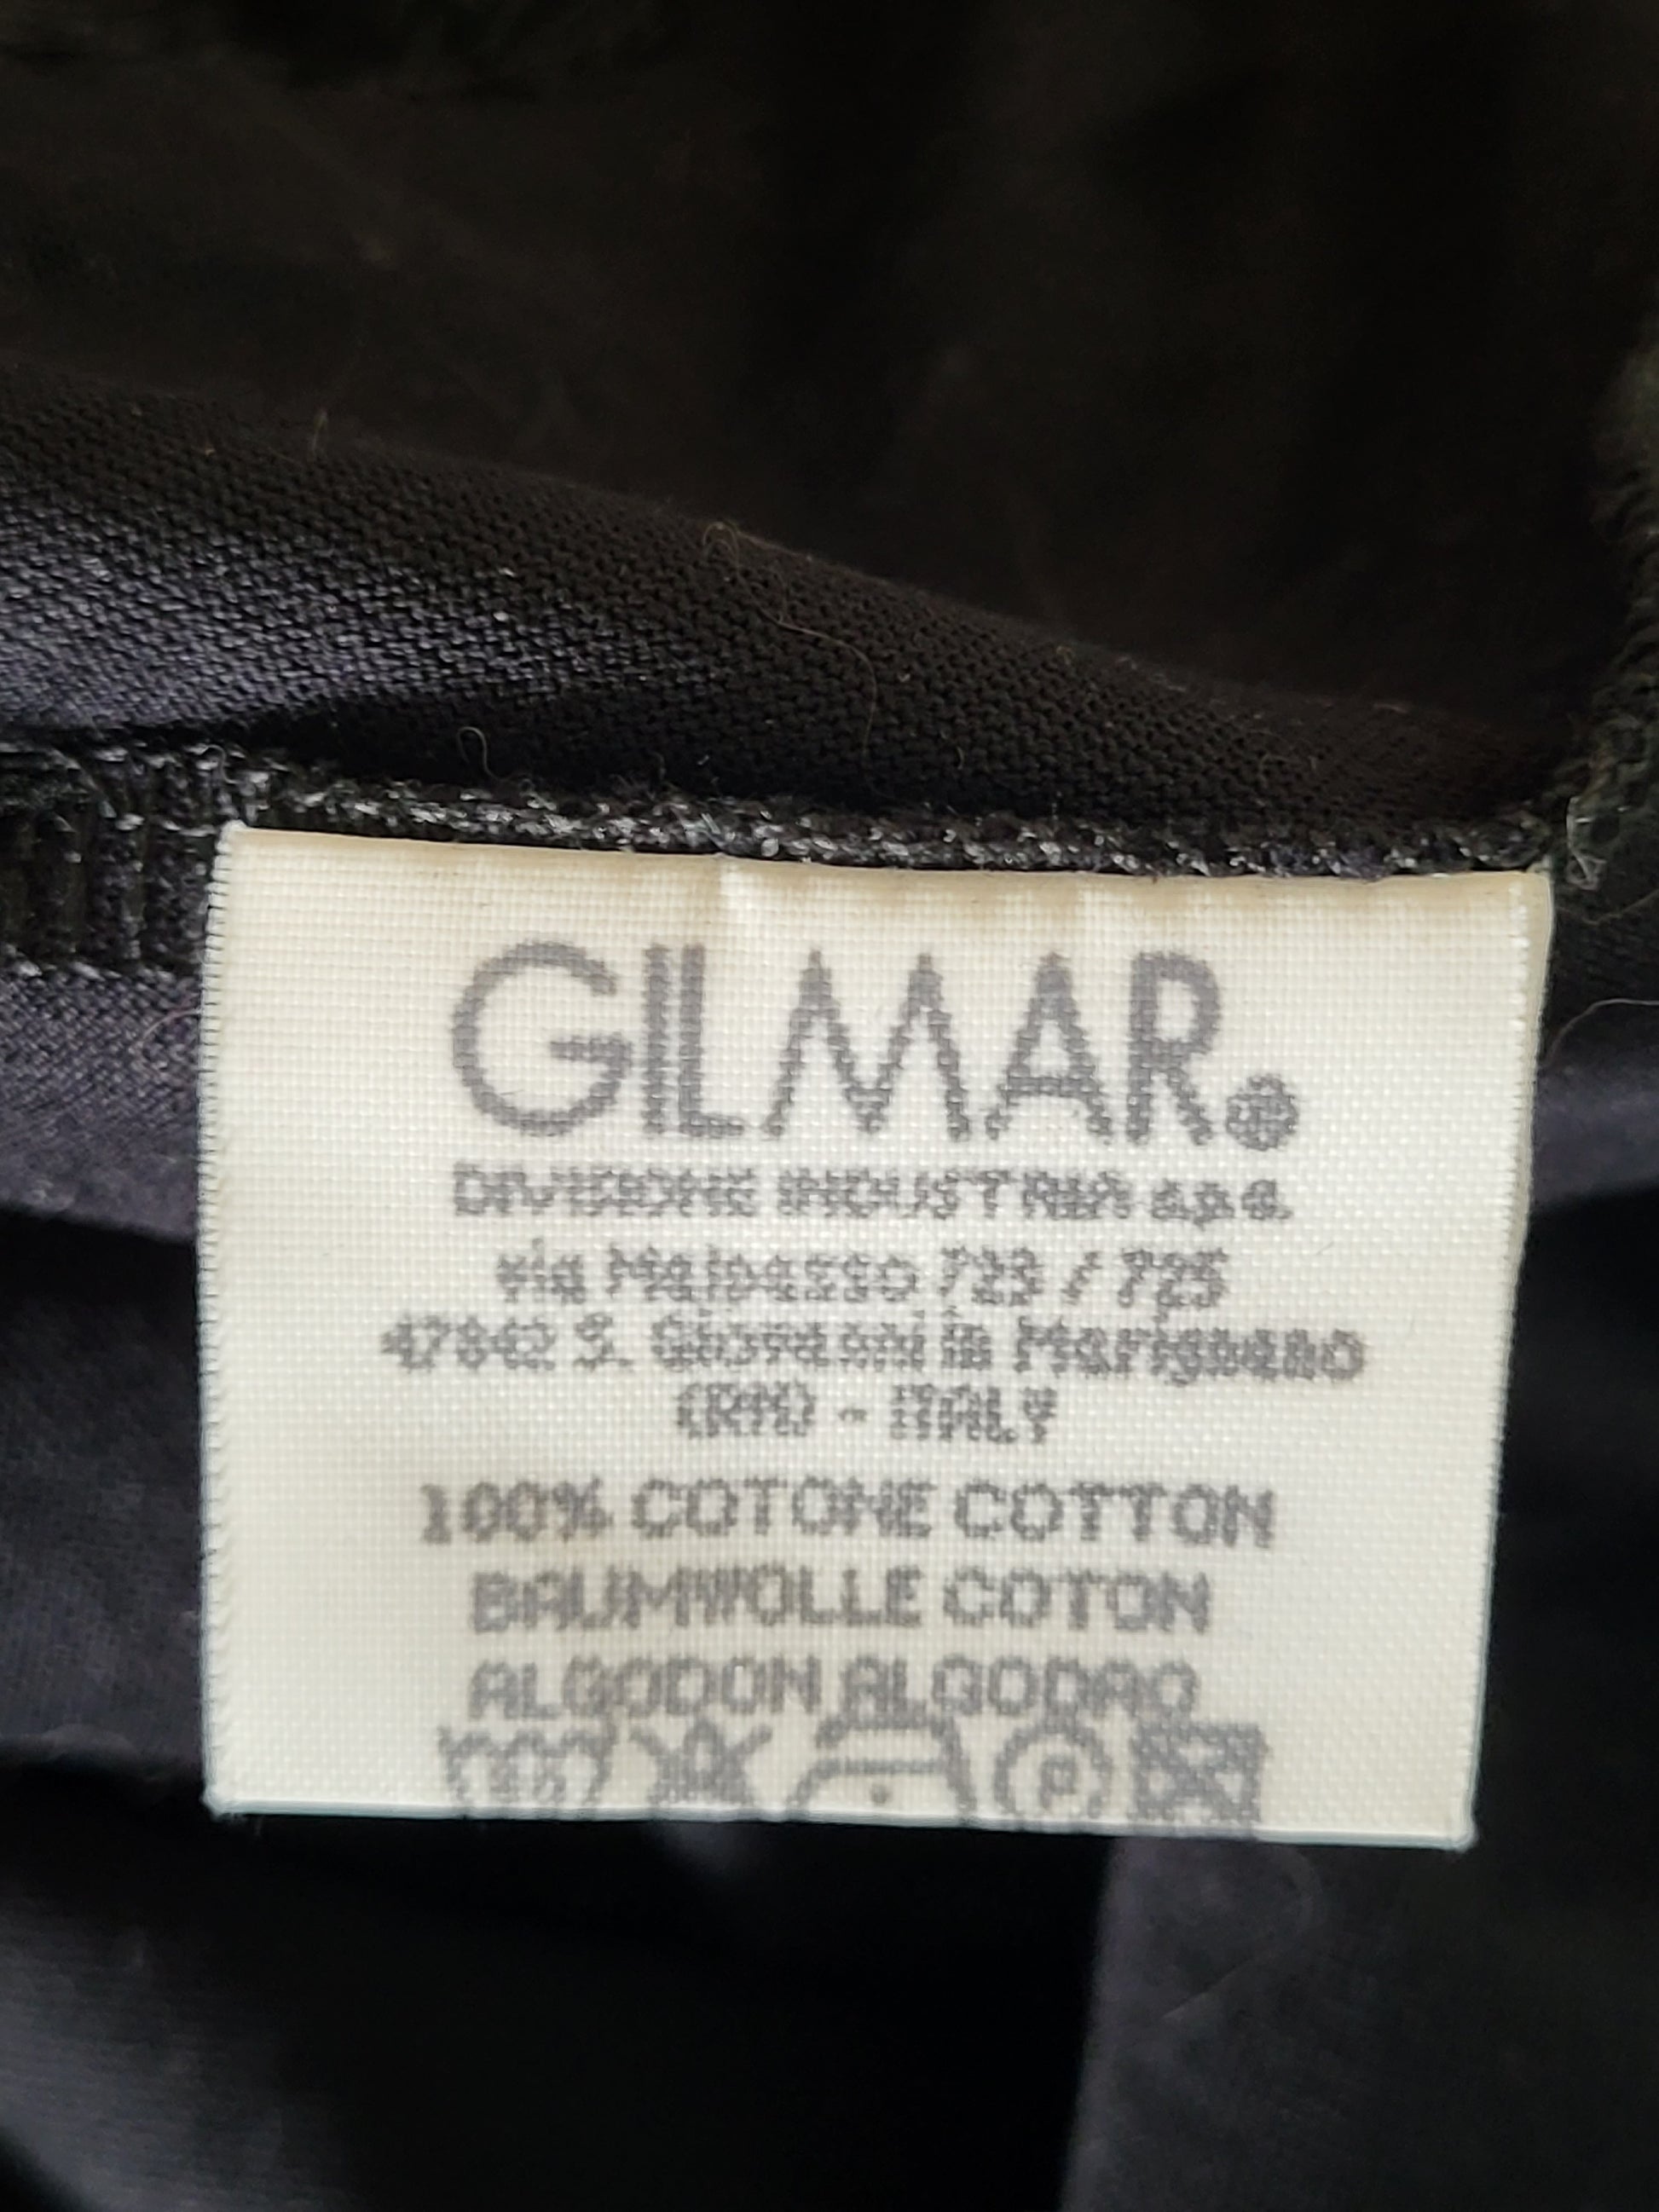 GILMAR®
DIVISIONE INDUSTRIA s.p.a.
via Malpasso 723 / 725
47842 S. Giovanni in Marignano
(RN) - ITALY
100% COTONE COTTON
BAUMWOLLE COTON
ALGODON ALGODAO
P